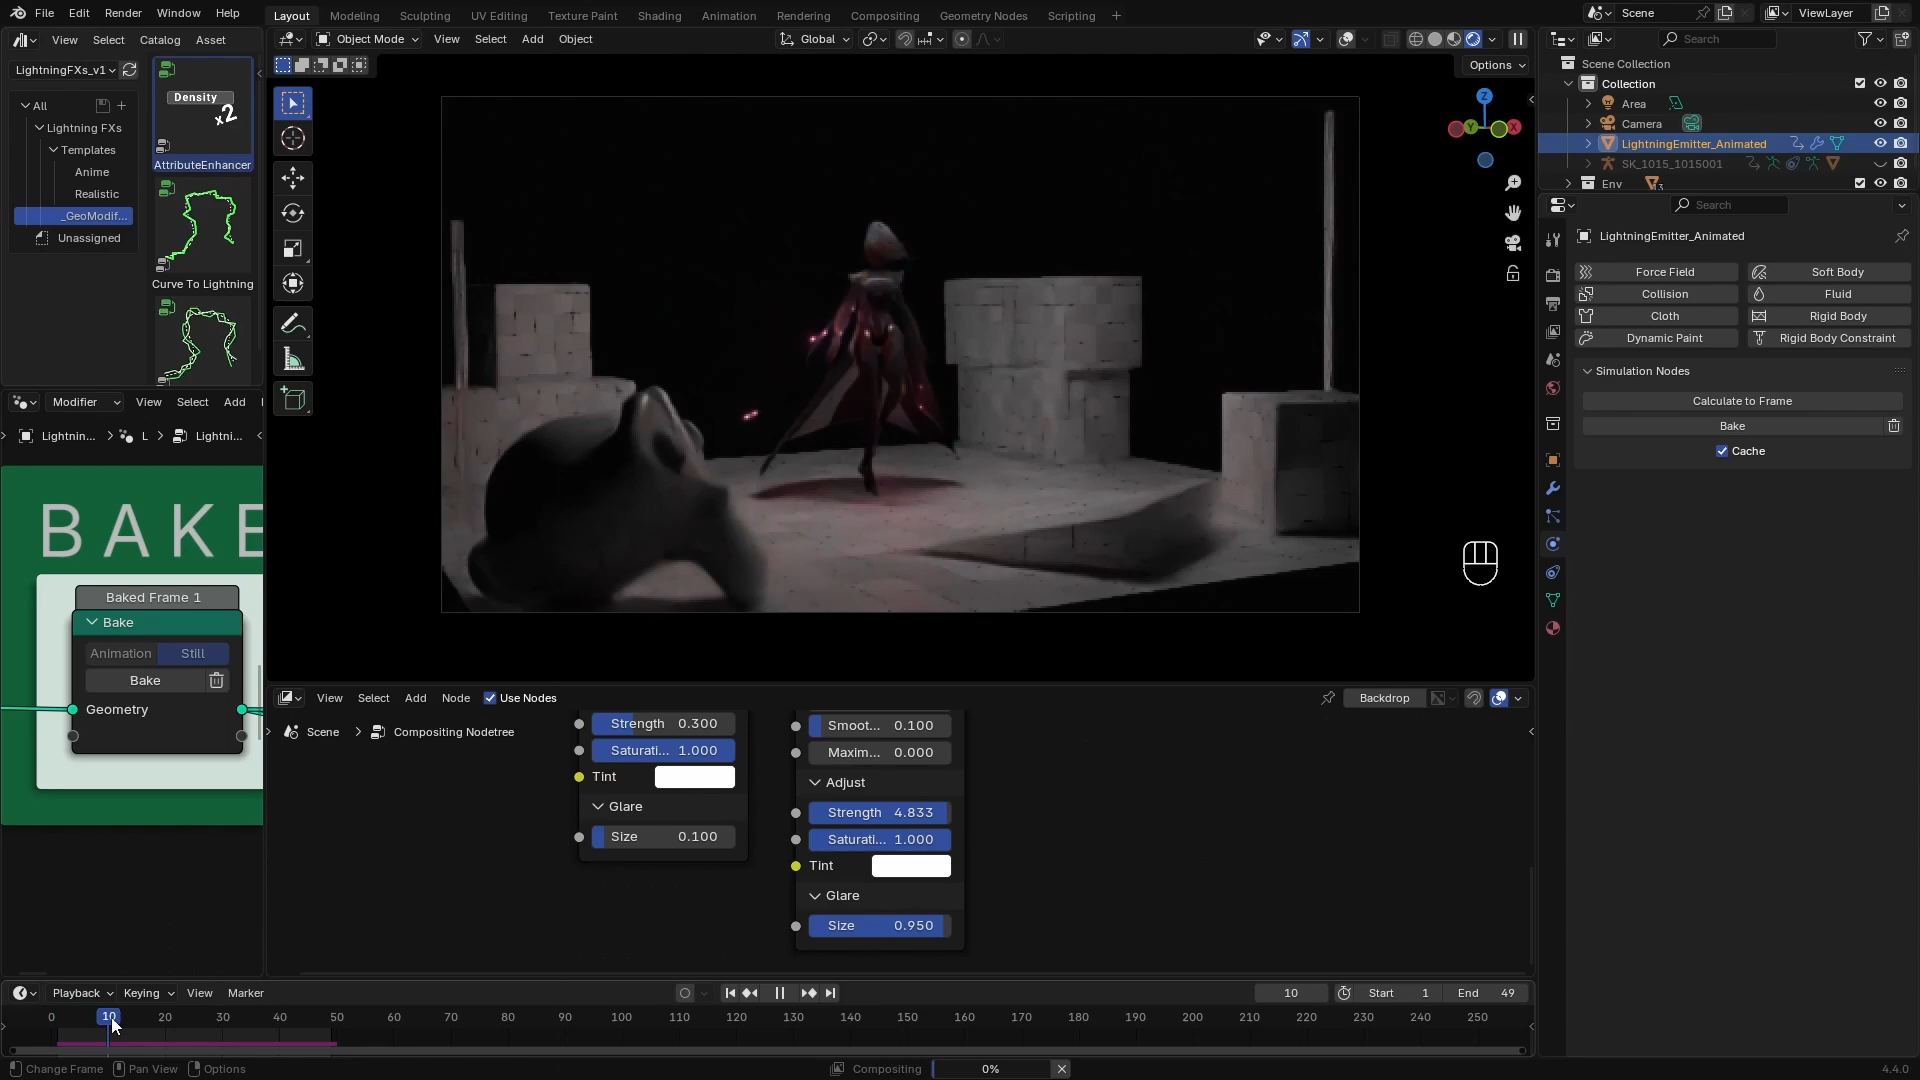 File Edit Render Window Help
Layout Modeling Sculpting UV Editing Texture Paint Shading Animation Rendering Compositing Geometry Nodes Scripting +
Scene
ViewLayer
View Select Catalog Asset
Object Mode View Select Add Object
Global
Search
LightningFXs_v1
Options
All
Lightning FXs
Templates
Anime
Realistic
_GeoModif...
Unassigned
Density
x2
AttributeEnhancer
Curve To Lightning
Z
Y
X
Scene Collection
Collection
Area
Camera
LightningEmitter_Animated
SK_1015_1015001
Env
13
Search
LightningEmitter_Animated
Force Field Soft Body
Collision Fluid
Cloth Rigid Body
Dynamic Paint Rigid Body Constraint
Simulation Nodes
Calculate to Frame
Bake
Cache
Modifier View Select Add
Lightnin... L Lightni...
BAKE
Baked Frame 1
Bake
Animation Still
Bake
Geometry
View Select Add Node Use Nodes
Backdrop
Scene Compositing Nodetree
Strength 0.300
Saturati... 1.000
Tint
Glare
Size 0.100
Smoot... 0.100
Maxim... 0.000
Adjust
Strength 4.833
Saturati... 1.000
Tint
Glare
Size 0.950
Playback Keying View Marker
10 Start 1 End 49
0 10 20 30 40 50 60 70 80 90 100 110 120 130 140 150 160 170 180 190 200 210 220 230 240 250
Change Frame Pan View Options
Compositing 0%
4.4.0